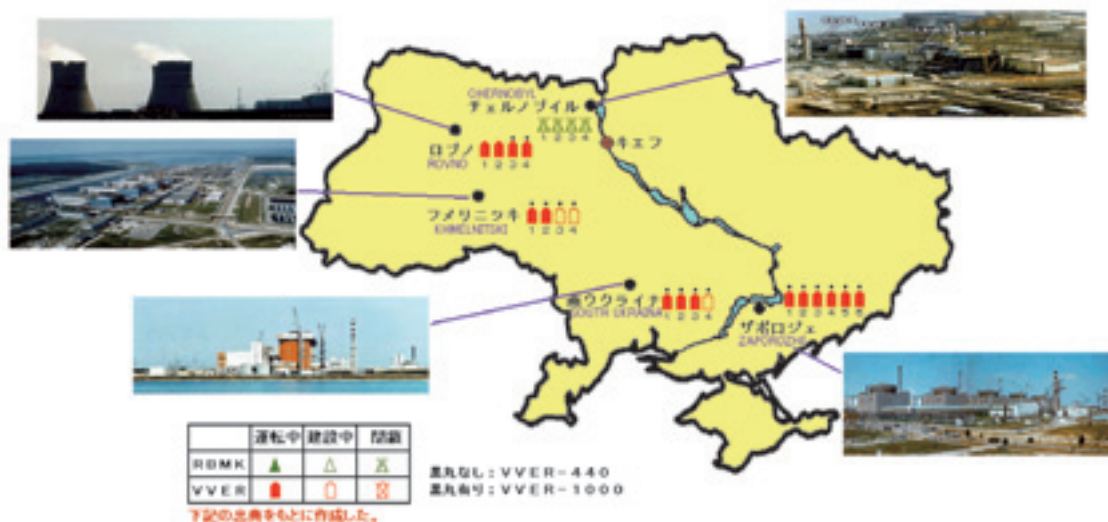 CHERNOBYL
チェルノブイル
1 2 3 4
キエフ
ロブノ
ROVNO
1 2 3 4
フメリニツキ
KHMELNITSKI
1 2 3 4
南ウクライナ
SOUTH UKRAINA
1 2 3 4
1 2 3 4 5 6
ザポロジェ
ZAPOROZHE
運転中 建設中 閉鎖
RBMK
VVER
黒丸なし：VVER-440
黒丸有り：VVER-1000
下記の出典をもとに作成した。